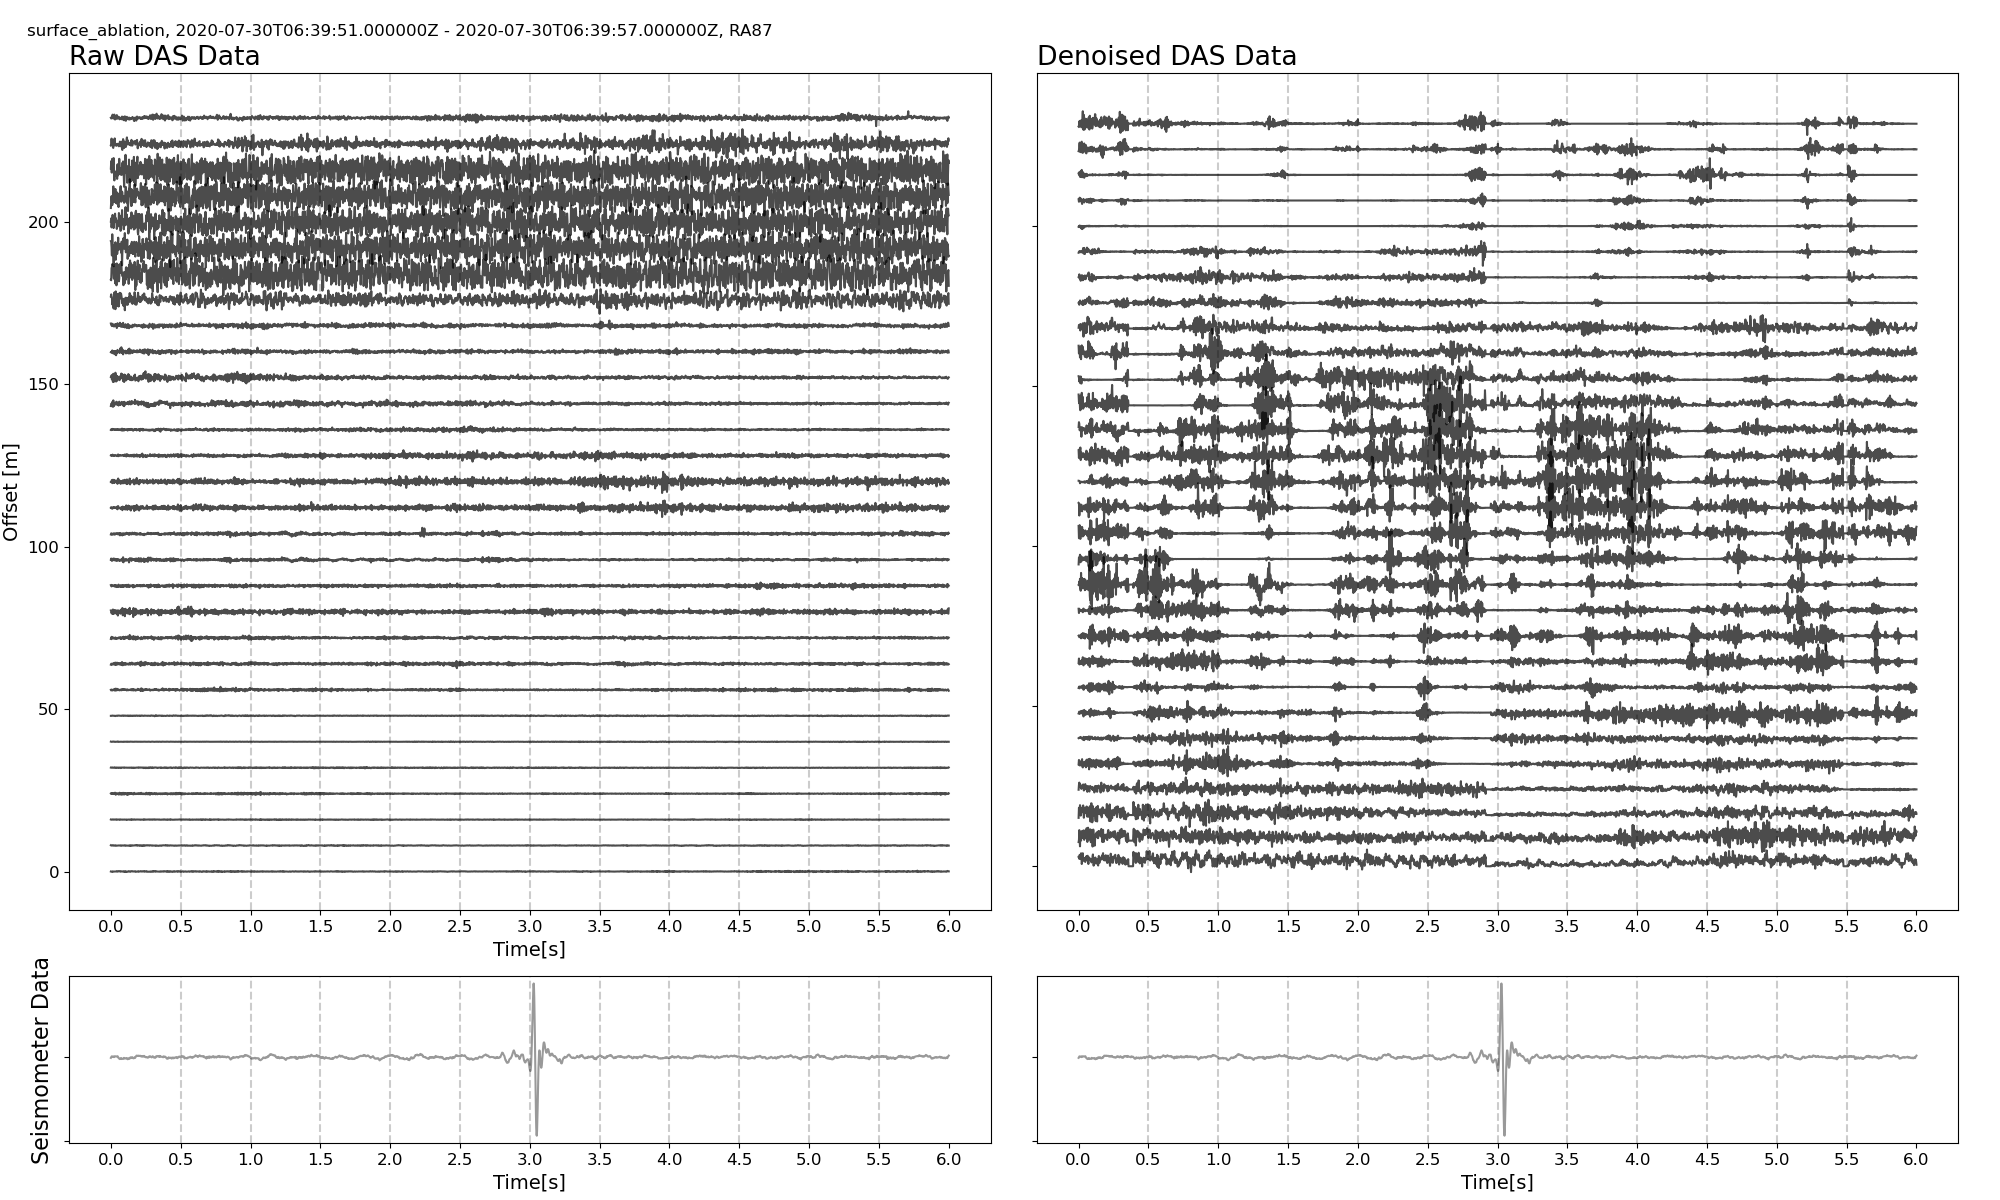 surface_ablation, 2020-07-30T06:39:51.000000Z - 2020-07-30T06:39:57.000000Z, RA87
Raw DAS Data
Denoised DAS Data
Offset [m]
200
150
100
50
0
0.0 0.5 1.0 1.5 2.0 2.5 3.0 3.5 4.0 4.5 5.0 5.5 6.0
Time[s]
0.0 0.5 1.0 1.5 2.0 2.5 3.0 3.5 4.0 4.5 5.0 5.5 6.0
Seismometer Data
0.0 0.5 1.0 1.5 2.0 2.5 3.0 3.5 4.0 4.5 5.0 5.5 6.0
Time[s]
0.0 0.5 1.0 1.5 2.0 2.5 3.0 3.5 4.0 4.5 5.0 5.5 6.0
Time[s]